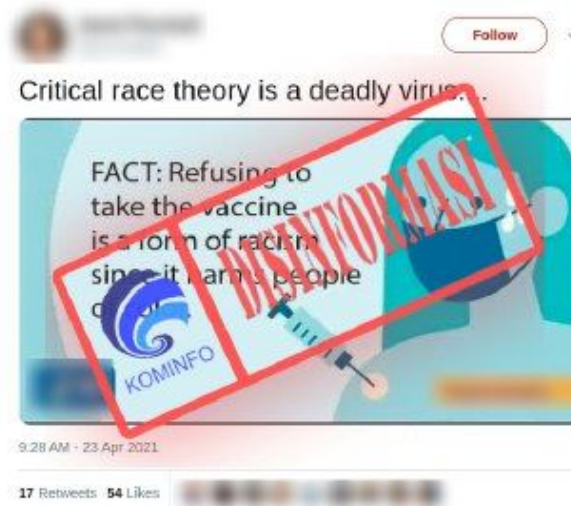 Follow
Critical race theory is a deadly virus....
FACT: Refusing to
take the vaccine
is a form of racism
since it harms people
DISINFORMASI
KOMINFO
9:28 AM - 23 Apr 2021
17 Retweets 54 Likes